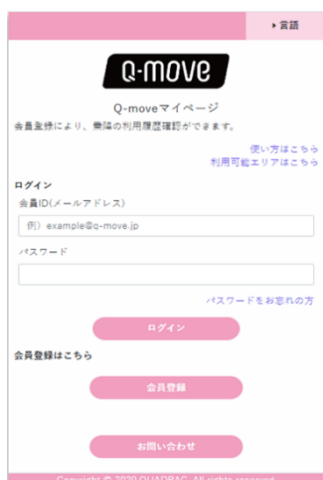 ▸言語
Q-move
Q-moveマイページ
会員登録により、乗降の利用履歴確認ができます。
使い方はこちら
利用可能エリアはこちら
ログイン
会員ID(メールアドレス)
例）example@q-move.jp
パスワード
パスワードをお忘れの方
ログイン
会員登録はこちら
会員登録
お問い合わせ
Copyright © 2020 QUADRAC. All rights reserved.